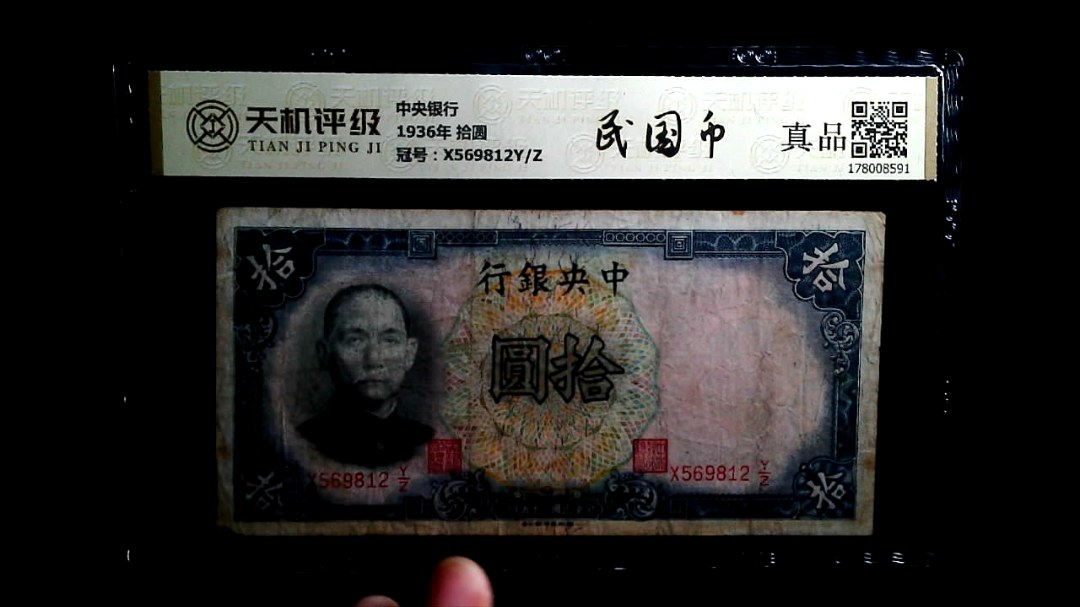 天机评级
TIAN JI PING JI
中央银行
1936年 拾圆
冠号：X569812Y/Z
民国币
真品
178008591
拾
拾
行銀央中
圓拾
X569812 Y/Z
X569812 Y/Z
拾
拾